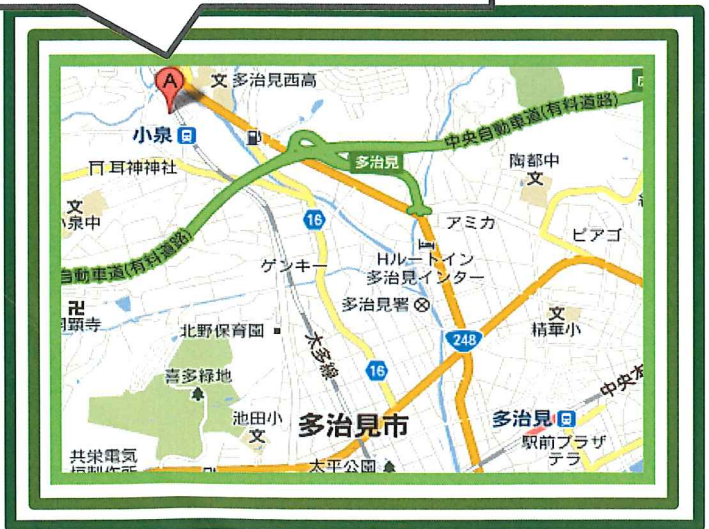 A
文 多治見西高
小泉
中央自動車道(有料道路)
多治見
耳神神社
陶都中
文
文
小泉中
16
アミカ
ピアゴ
自動車道(有料道路)
ゲンキー
Hルートイン
多治見インター
多治見署
卍
顕寺
北野保育園
太多線
文
精華小
248
喜多緑地
16
中央本
池田小
文
多治見市
多治見
駅前プラザ
テラ
共栄電気
太平公園